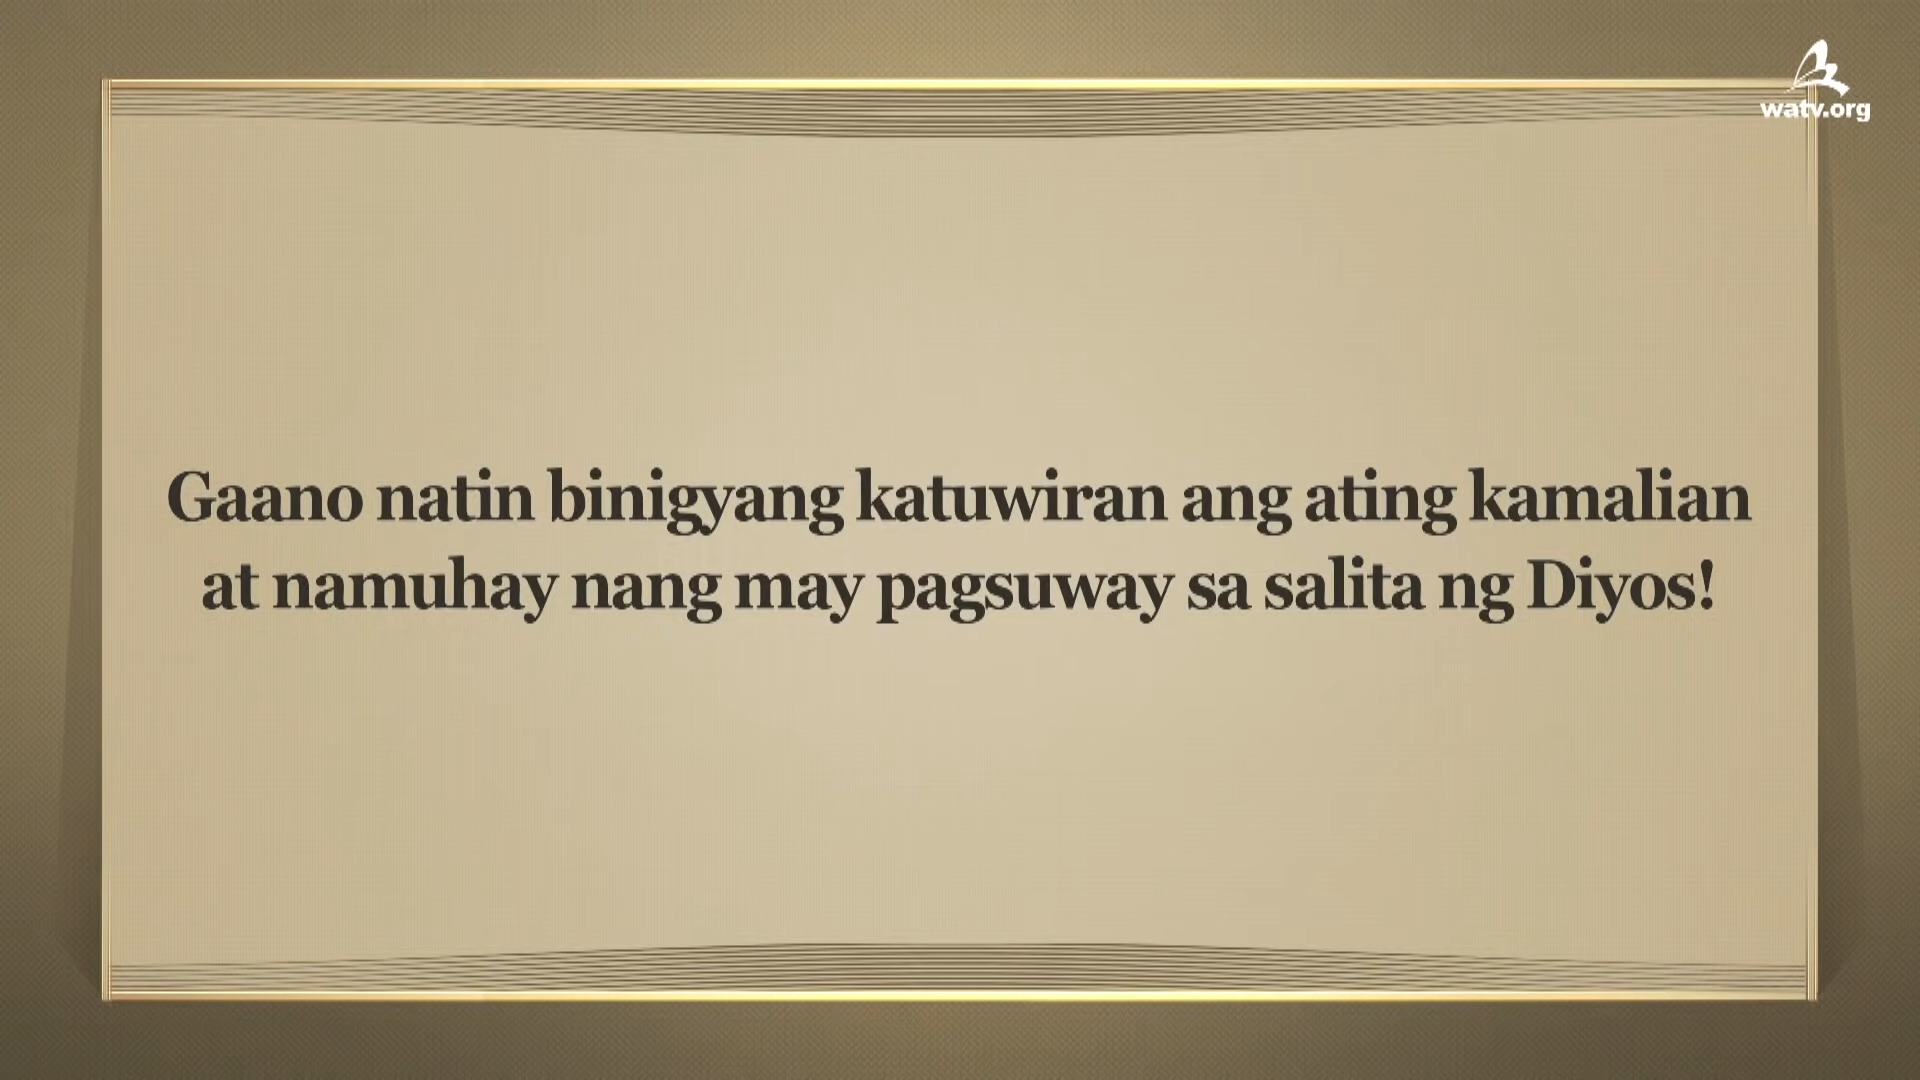 watv.org
Gaano natin binigyang katuwiran ang ating kamalian
at namuhay nang may pagsuway sa salita ng Diyos!